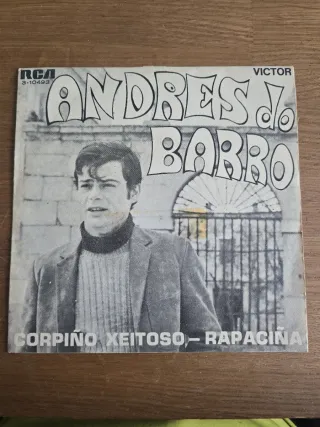 RCA VICTOR
3-10493
ANDRES do
BARRO
CORPIÑO XEITOSO,– RAPACIÑA